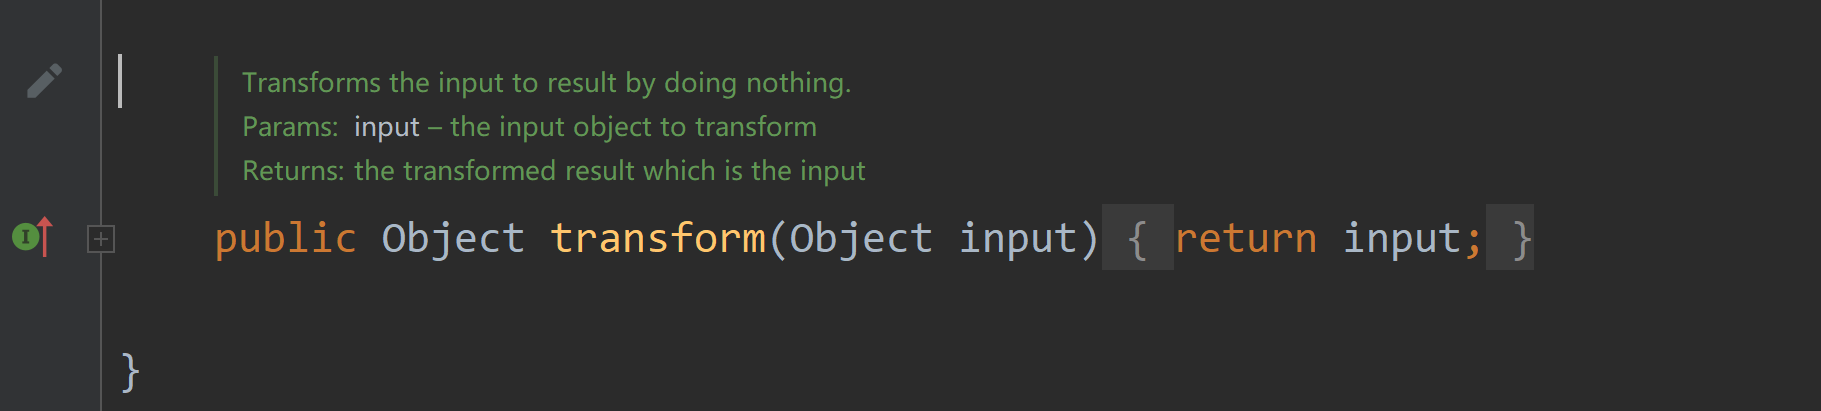 Transforms the input to result by doing nothing.
Params: input – the input object to transform
Returns: the transformed result which is the input
I
public Object transform(Object input) { return input; }
}